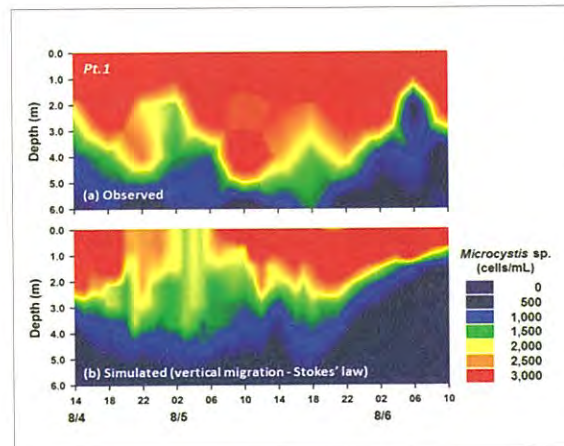 Pt.1
Depth (m)
0.0
1.0
2.0
3.0
4.0
5.0
6.0
(a) Observed
Depth (m)
0.0
1.0
2.0
3.0
4.0
5.0
6.0
(b) Simulated (vertical migration - Stokes' law)
14 18 22 02 06 10 14 18 22 02 06 10
8/4 8/5 8/6
Microcystis sp.
(cells/mL)
0
500
1,000
1,500
2,000
2,500
3,000